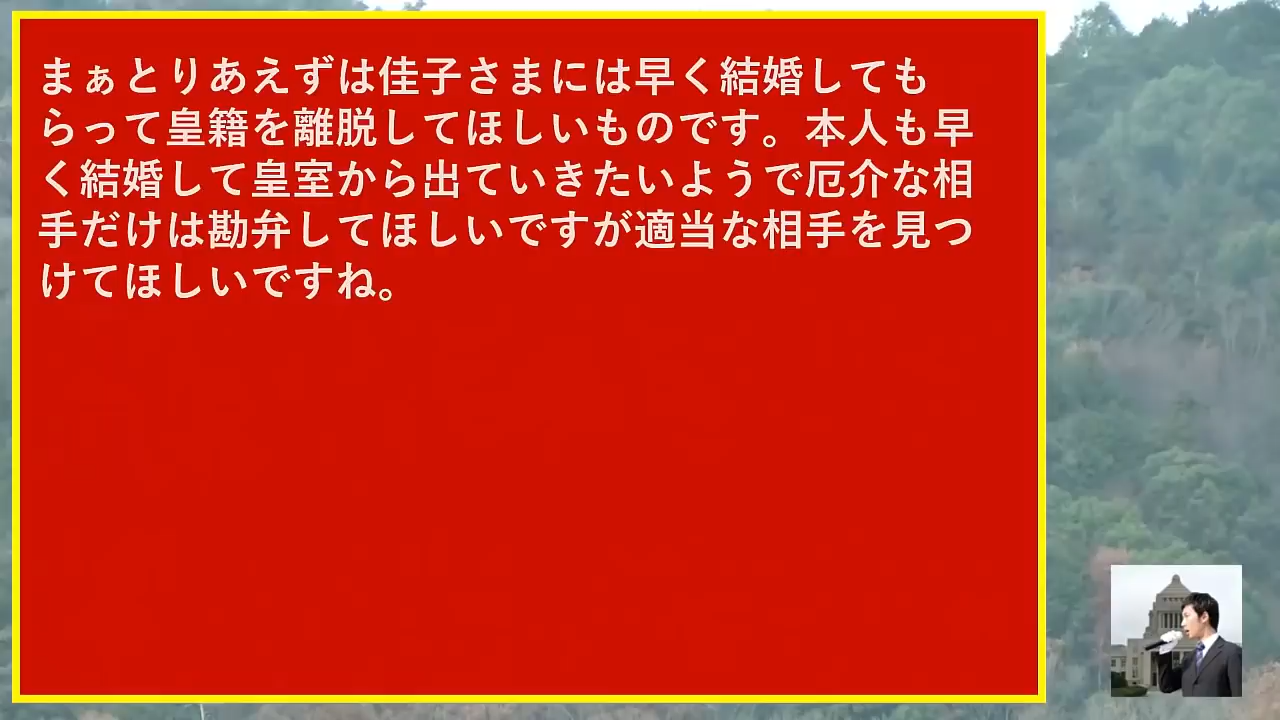 まぁとりあえずは佳子さまには早く結婚しても
らって皇籍を離脱してほしいものです。本人も早
く結婚して皇室から出ていきたいようで厄介な相
手だけは勘弁してほしいですが適当な相手を見つ
けてほしいですね。